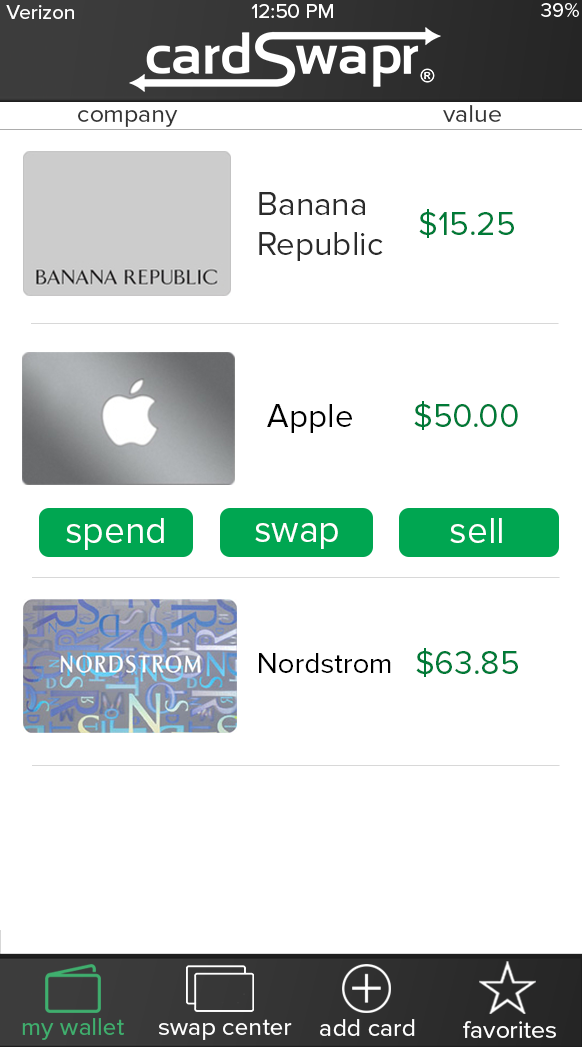 Verizon 12:50 PM 39%
cardSwapr®
company value
BANANA REPUBLIC
Banana
Republic
$15.25
Apple $50.00
spend swap sell
NORDSTROM
Nordstrom $63.85
my wallet swap center add card favorites